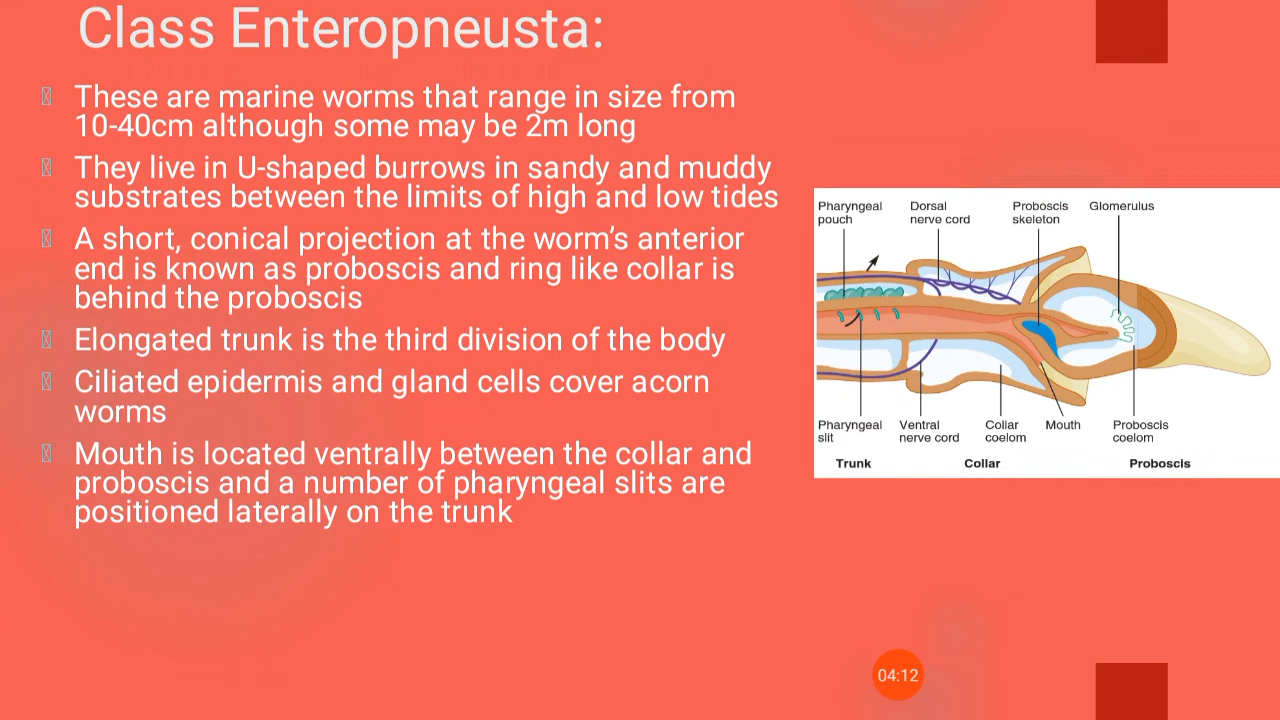 Class Enteropneusta:
These are marine worms that range in size from
10-40cm although some may be 2m long
They live in U-shaped burrows in sandy and muddy
substrates between the limits of high and low tides
A short, conical projection at the worm's anterior
end is known as proboscis and ring like collar is
behind the proboscis
Elongated trunk is the third division of the body
Ciliated epidermis and gland cells cover acorn
worms
Mouth is located ventrally between the collar and
proboscis and a number of pharyngeal slits are
positioned laterally on the trunk
Pharyngeal
pouch
Dorsal
nerve cord
Proboscis
skeleton
Glomerulus
Pharyngeal
slit
Ventral
nerve cord
Collar
coelom
Mouth
Proboscis
coelom
Trunk
Collar
Proboscis
04:12